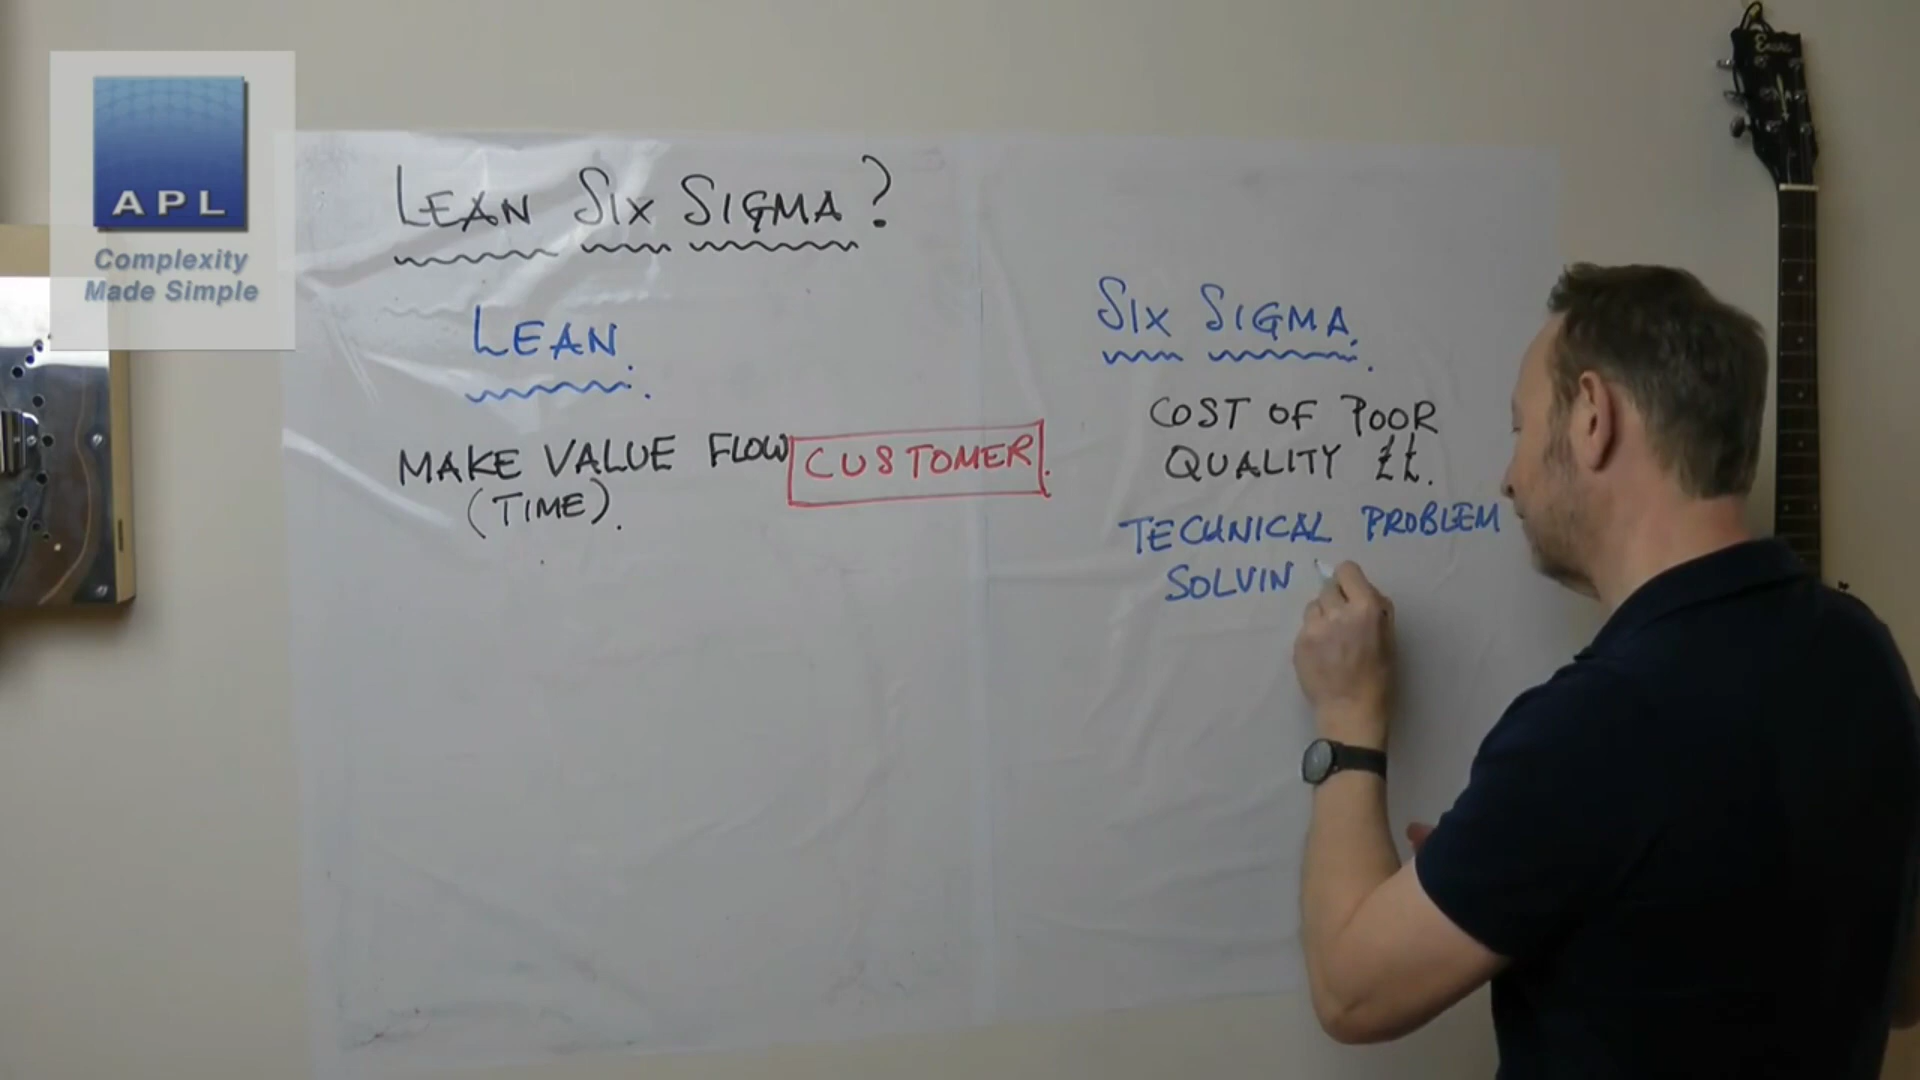 APL
Complexity
Made Simple
LEAN SIX SIGMA?
LEAN.
MAKE VALUE FLOW CUSTOMER.
(TIME).
SIX SIGMA.
COST OF POOR
QUALITY ££.
TECHNICAL PROBLEM
SOLVIN